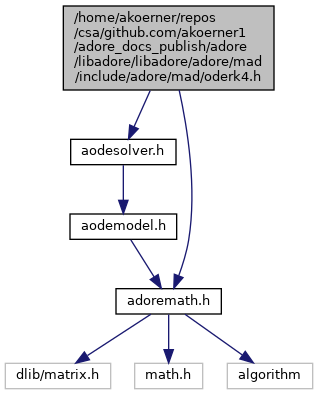 /home/akoerner/repos
/csa/github.com/akoerner1
/adore_docs_publish/adore
/libadore/libadore/adore/mad
/include/adore/mad/oderk4.h
aodesolver.h
aodemodel.h
adoremath.h
dlib/matrix.h
math.h
algorithm